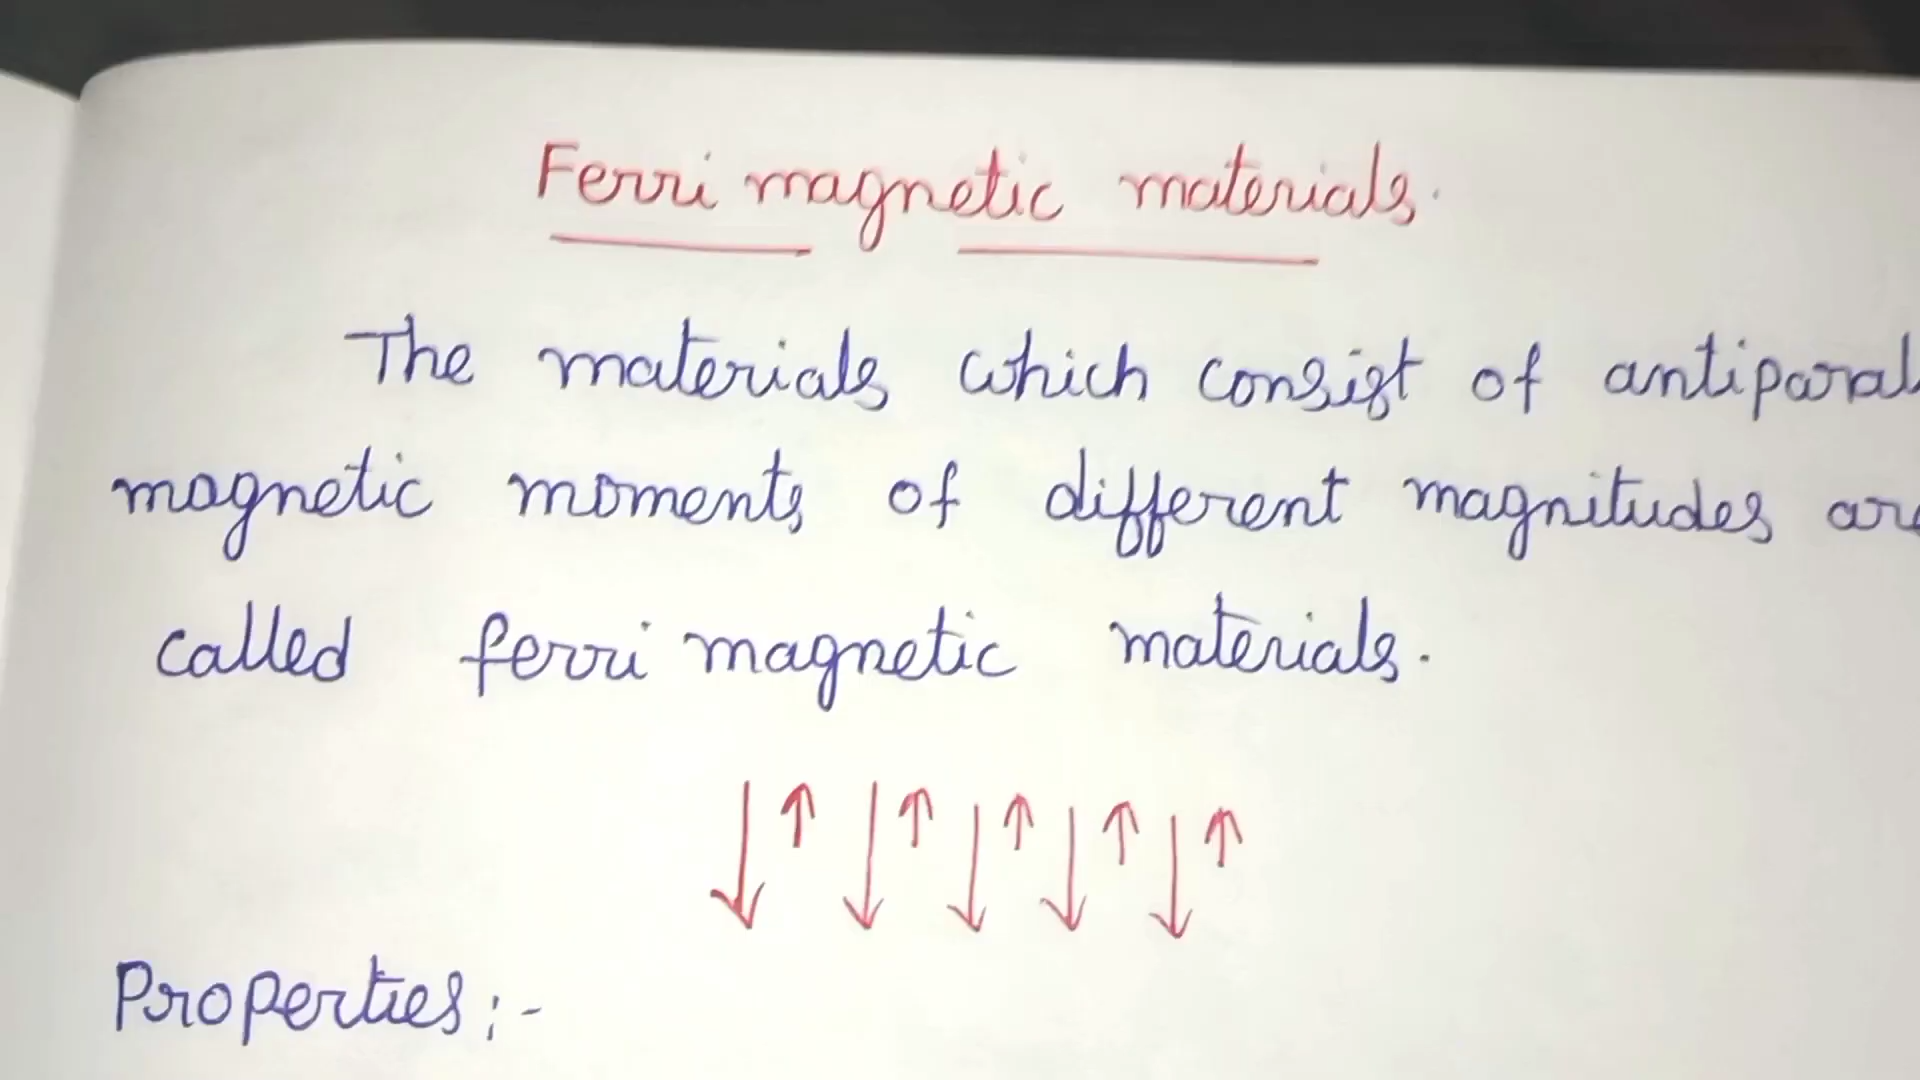 Ferri magnetic materials.
The materials which consist of antiparal
magnetic moments of different magnitudes are
called ferri magnetic materials.
Properties :-